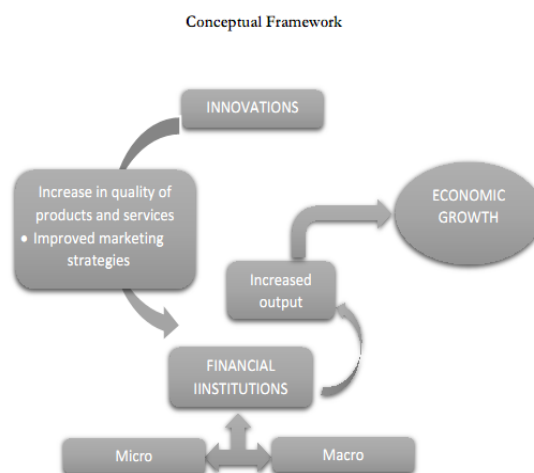 Conceptual Framework
INNOVATIONS
Increase in quality of
products and services
• Improved marketing
strategies
ECONOMIC
GROWTH
Increased
output
FINANCIAL
IINSTITUTIONS
Micro
Macro